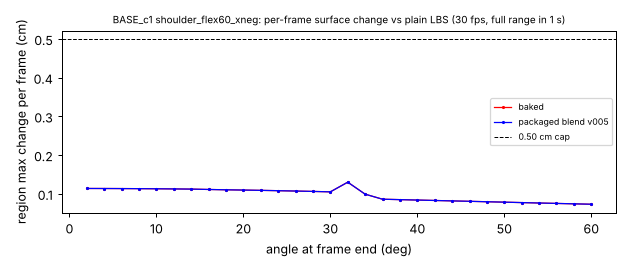 BASE_c1 shoulder_flex60_xneg: per-frame surface change vs plain LBS (30 fps, full range in 1 s)
region max change per frame (cm)
0.5
0.4
0.3
0.2
0.1
baked
packaged blend v005
0.50 cm cap
0 10 20 30 40 50 60
angle at frame end (deg)